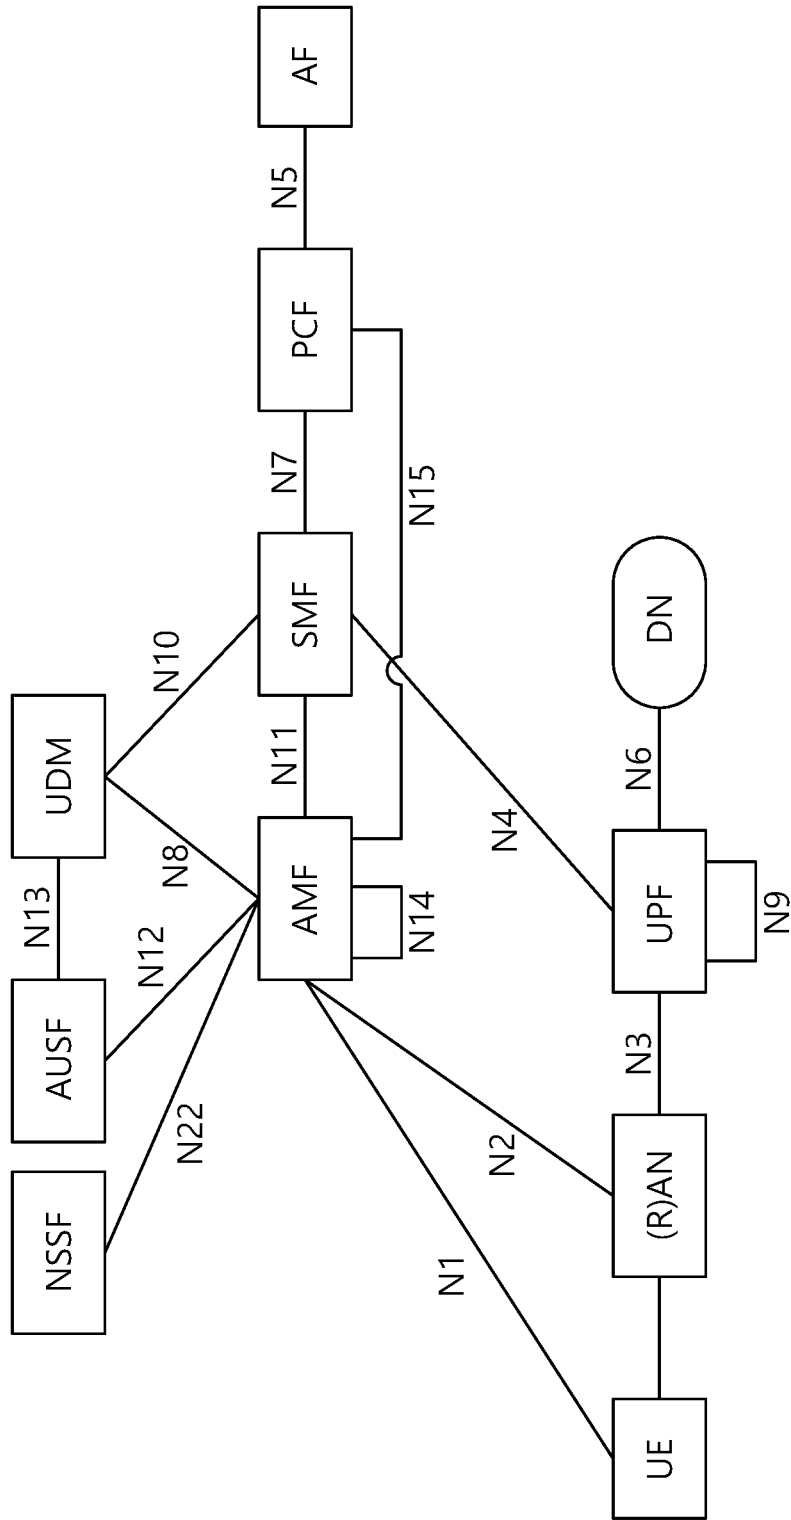 NSSF
AUSF
N13
UDM
N22
N12
N8
N10
AMF
N11
SMF
N7
PCF
N5
AF
N14
N15
N1
N2
N4
UE
(R)AN
N3
UPF
N6
DN
N9